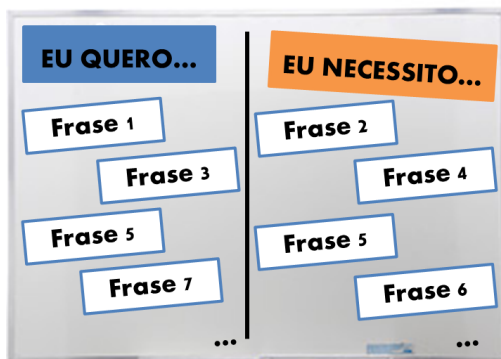 EU QUERO...
Frase 1
Frase 3
Frase 5
Frase 7
...
EU NECESSITO...
Frase 2
Frase 4
Frase 5
Frase 6
...